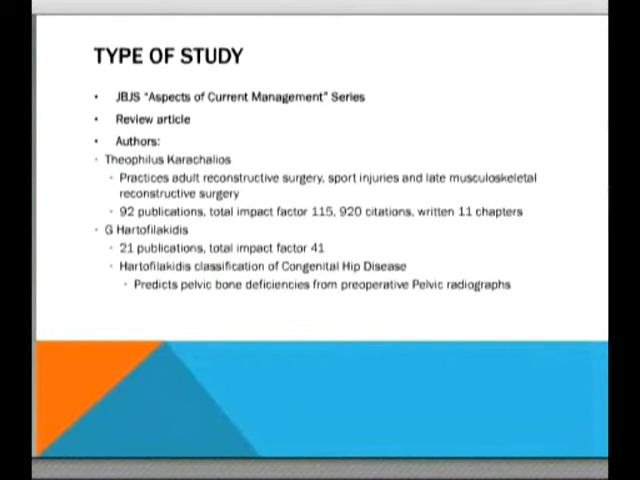 TYPE OF STUDY
• JBJS "Aspects of Current Management" Series
• Review article
• Authors:
• Theophilus Karachalios
• Practices adult reconstructive surgery, sport injuries and late musculoskeletal
reconstructive surgery
• 92 publications, total impact factor 115, 920 citations, written 11 chapters
• G Hartofilakidis
• 21 publications, total impact factor 41
• Hartofilakidis classification of Congenital Hip Disease
• Predicts pelvic bone deficiencies from preoperative Pelvic radiographs